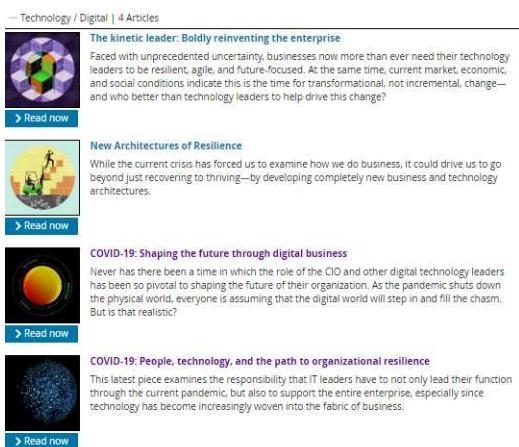 — Technology / Digital | 4 Articles
The kinetic leader: Boldly reinventing the enterprise
Faced with unprecedented uncertainty, businesses now more than ever need their technology
leaders to be resilient, agile, and future-focused. At the same time, current market, economic,
and social conditions indicate this is the time for transformational, not incremental, change—
and who better than technology leaders to help drive this change?
> Read now
New Architectures of Resilience
While the current crisis has forced us to examine how we do business, it could drive us to go
beyond just recovering to thriving—by developing completely new business and technology
architectures.
> Read now
COVID-19: Shaping the future through digital business
Never has there been a time in which the role of the CIO and other digital technology leaders
has been so pivotal to shaping the future of their organization. As the pandemic shuts down
the physical world, everyone is assuming that the digital world will step in and fill the chasm.
But is that realistic?
> Read now
COVID-19: People, technology, and the path to organizational resilience
This latest piece examines the responsibility that IT leaders have to not only lead their function
through the current pandemic, but also to support the entire enterprise, especially since
technology has become increasingly woven into the fabric of business.
> Read now